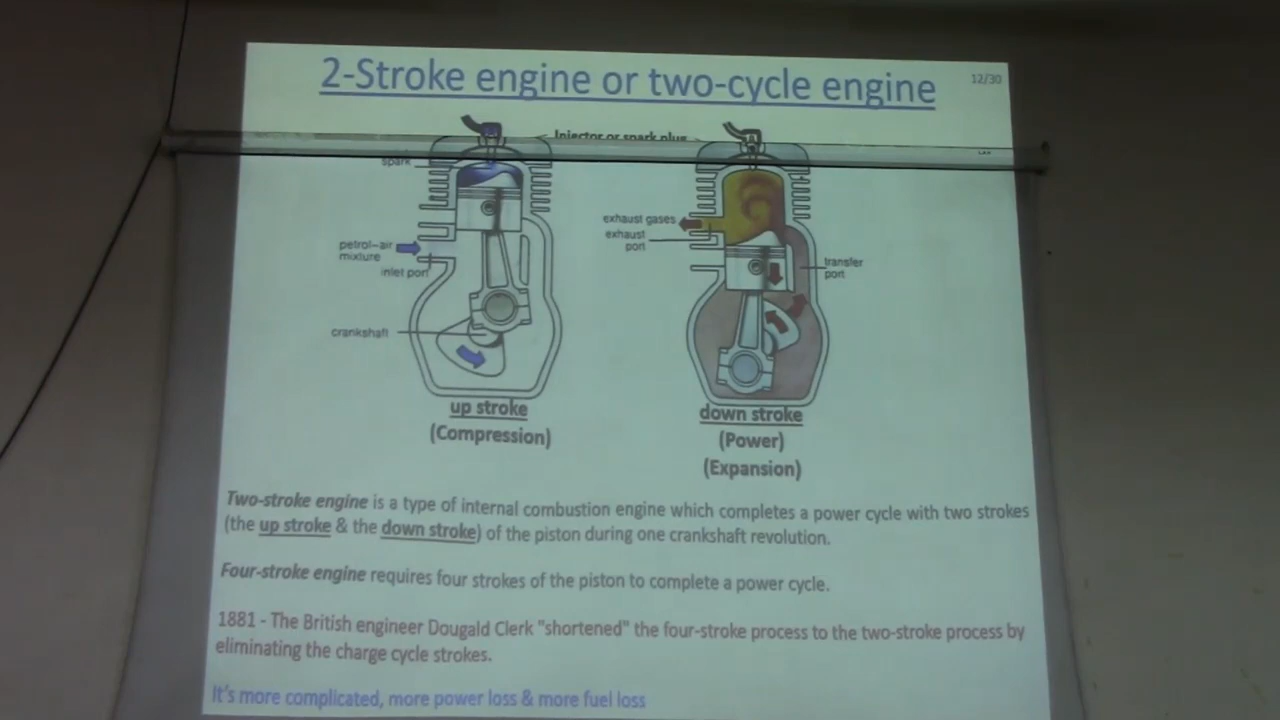 2-Stroke engine or two-cycle engine
12/30
Injector or spark plug
spark
exhaust gases
exhaust
port
petrol-air
mixture
inlet port
transfer
port
crankshaft
up stroke
(Compression)
down stroke
(Power)
(Expansion)
Two-stroke engine is a type of internal combustion engine which completes a power cycle with two strokes
(the up stroke & the down stroke) of the piston during one crankshaft revolution.
Four-stroke engine requires four strokes of the piston to complete a power cycle.
1881 - The British engineer Dougald Clerk "shortened" the four-stroke process to the two-stroke process by
eliminating the charge cycle strokes.
It's more complicated, more power loss & more fuel loss